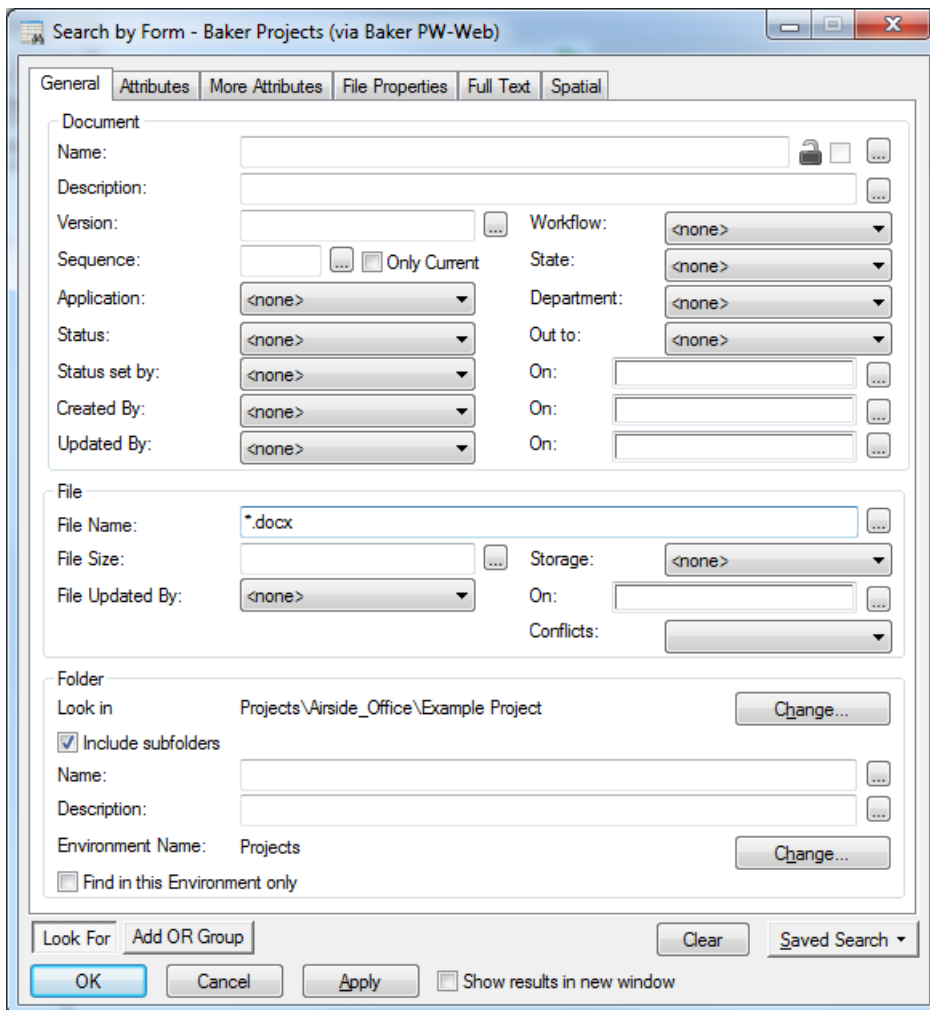 Search by Form - Baker Projects (via Baker PW-Web)
General Attributes More Attributes File Properties Full Text Spatial
Document
Name: ...
Description: ...
Version: ... Workflow: <none>
Sequence: ... Only Current State: <none>
Application: <none> Department: <none>
Status: <none> Out to: <none>
Status set by: <none> On: ...
Created By: <none> On: ...
Updated By: <none> On: ...
File
File Name: *.docx ...
File Size: ... Storage: <none>
File Updated By: <none> On: ...
Conflicts:
Folder
Look in Projects\Airside_Office\Example Project Change...
Include subfolders
Name: ...
Description: ...
Environment Name: Projects Change...
Find in this Environment only
Look For Add OR Group Clear Saved Search
OK Cancel Apply Show results in new window